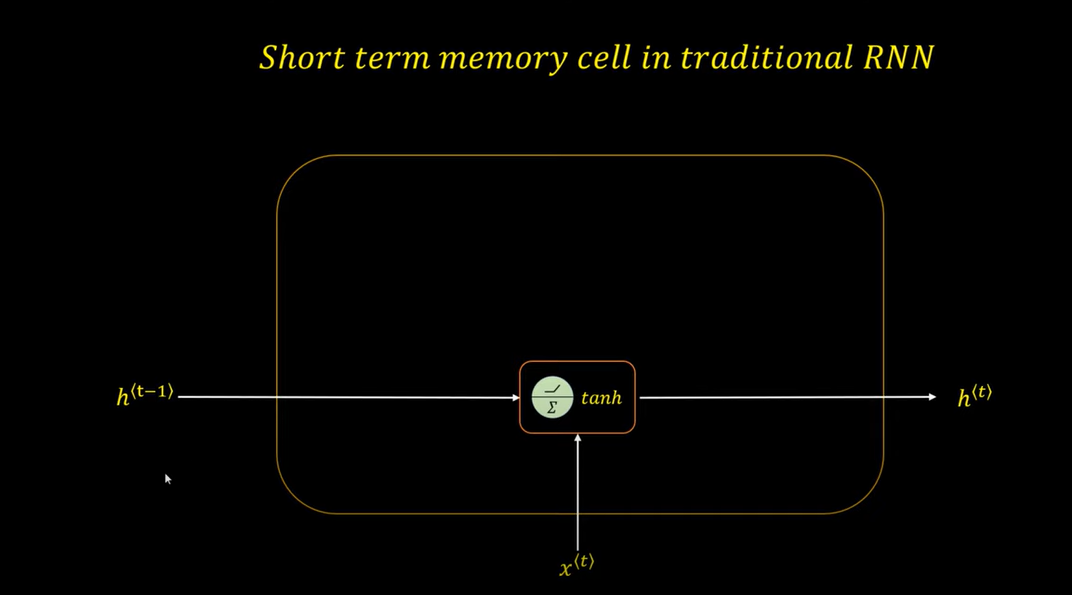 Short term memory cell in traditional RNN
h⟨t−1⟩
Σ tanh
h⟨t⟩
x⟨t⟩